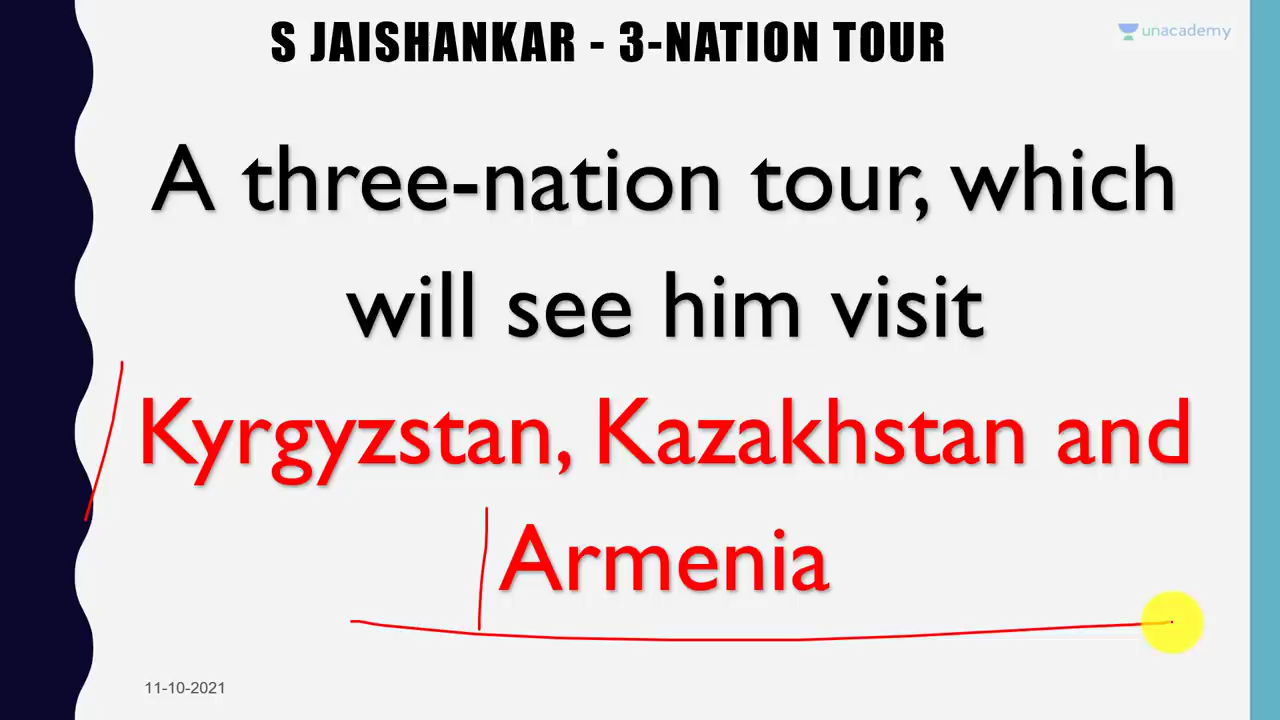 S JAISHANKAR - 3-NATION TOUR
unacademy
A three-nation tour, which
will see him visit
Kyrgyzstan, Kazakhstan and
Armenia
11-10-2021